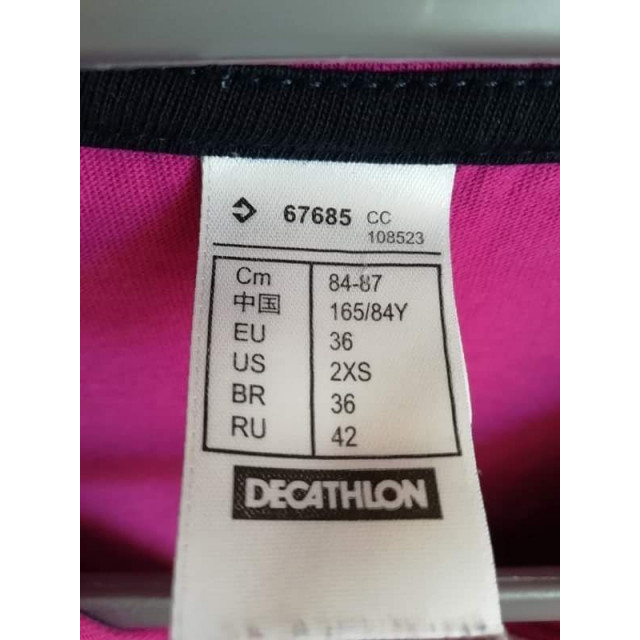 67685 CC
108523
Cm 84-87
中国 165/84Y
EU 36
US 2XS
BR 36
RU 42
DECATHLON